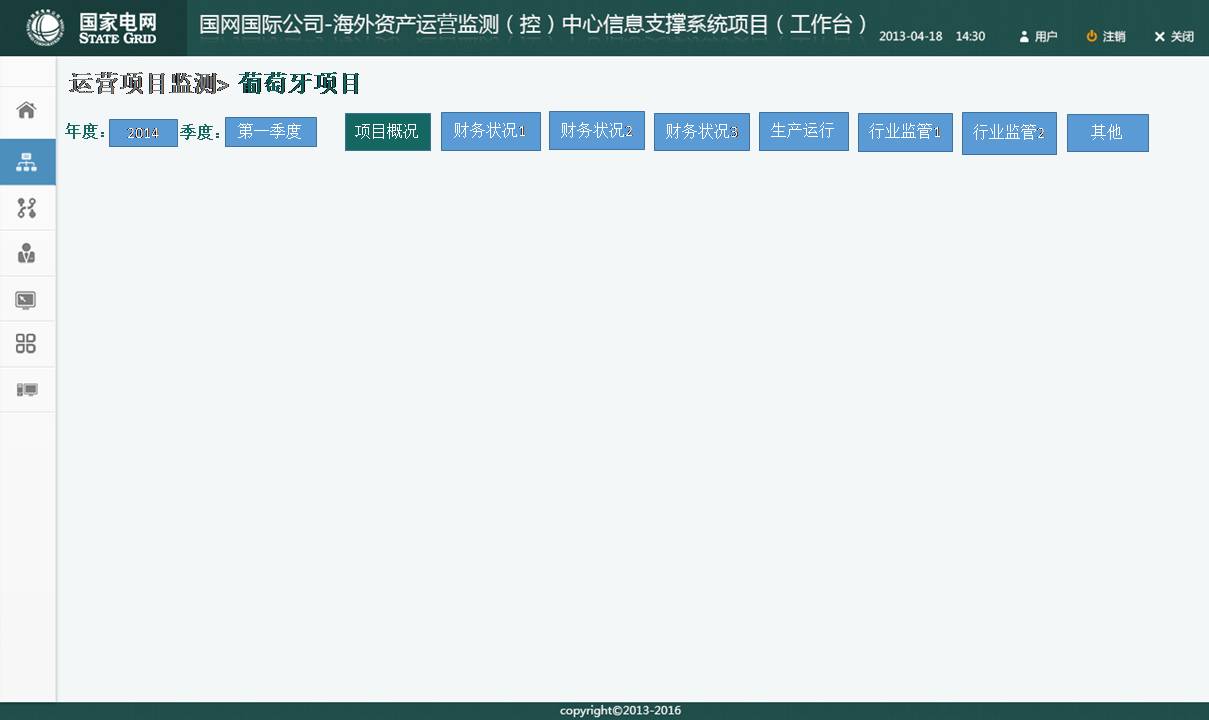 国家电网
STATE GRID
国网国际公司-海外资产运营监测（控）中心信息支撑系统项目（工作台）
2013-04-18 14:30 用户 注销 关闭
运营项目监测> 葡萄牙项目
年度: 2014 季度: 第一季度 项目概况 财务状况1 财务状况2 财务状况3 生产运行 行业监管1 行业监管2 其他
copyright©2013-2016